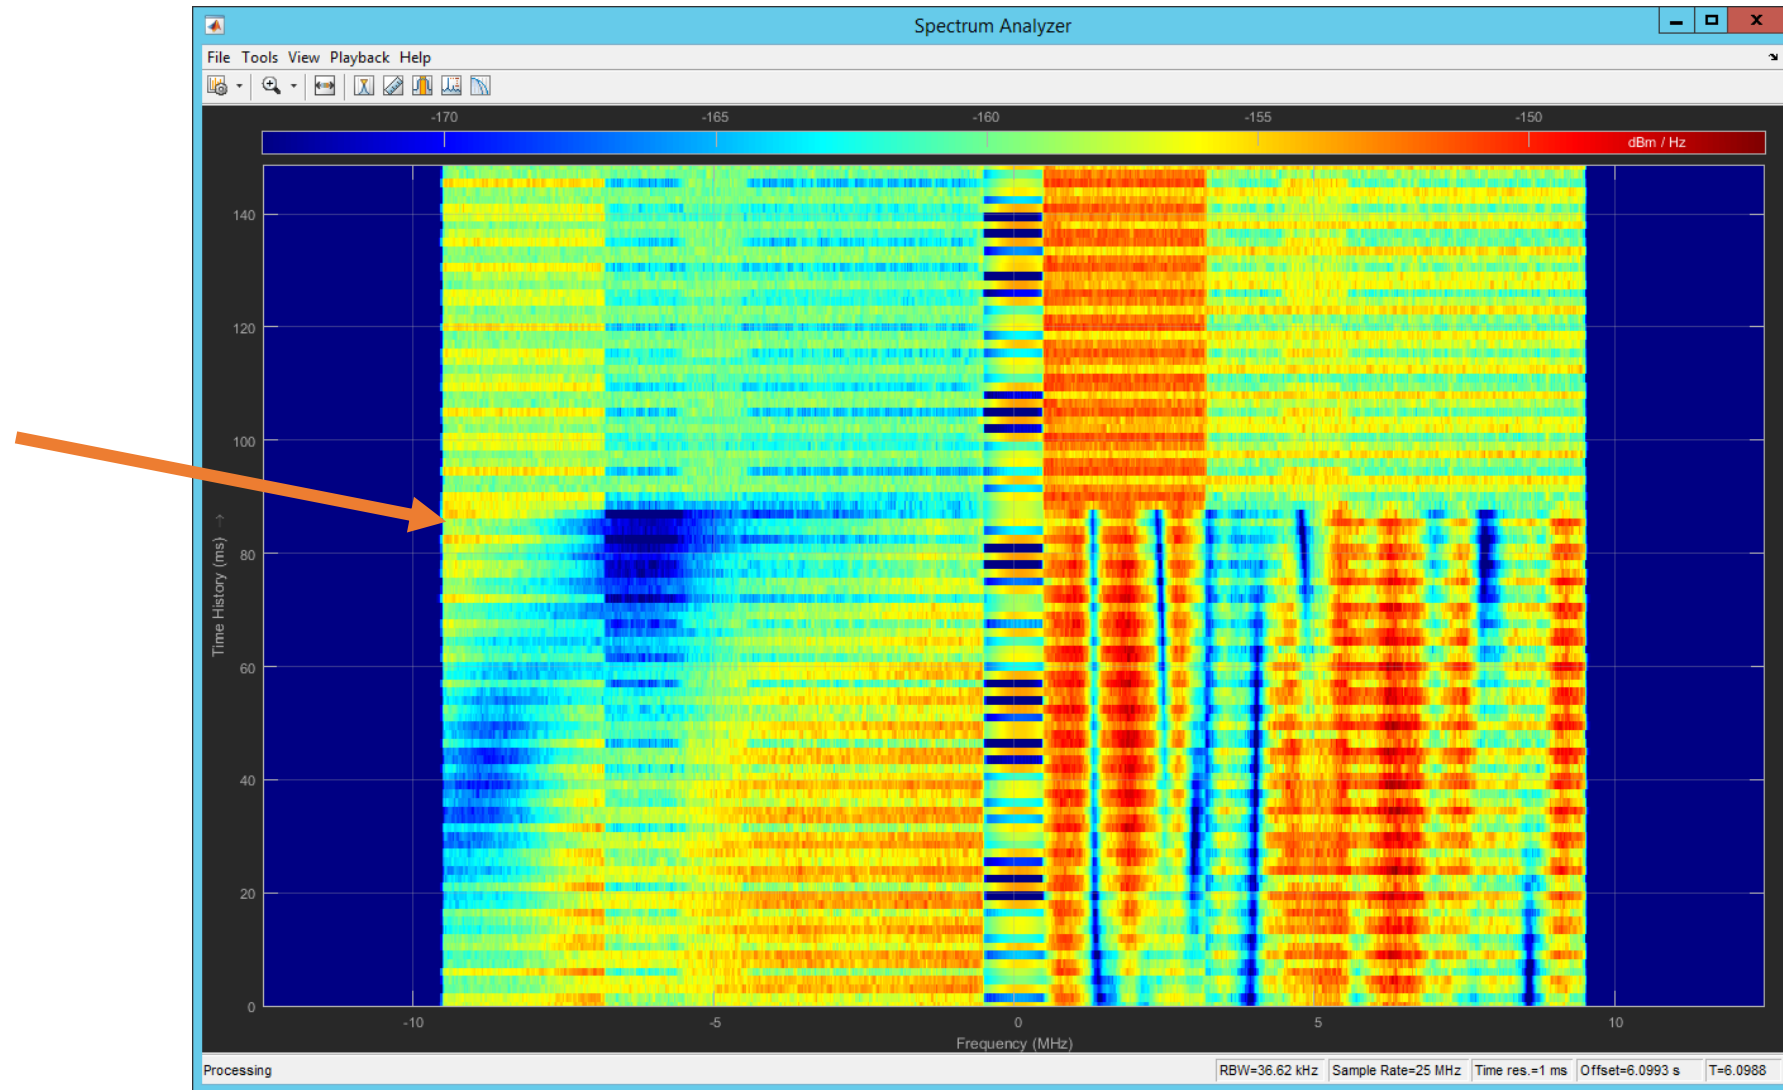 Spectrum Analyzer
File Tools View Playback Help
-170 -165 -160 -155 -150
dBm / Hz
140
120
100
80
60
40
20
0
Time History (ms) →
-10 -5 0 5 10
Frequency (MHz)
Processing RBW=36.62 kHz Sample Rate=25 MHz Time res.=1 ms Offset=6.0993 s T=6.0988